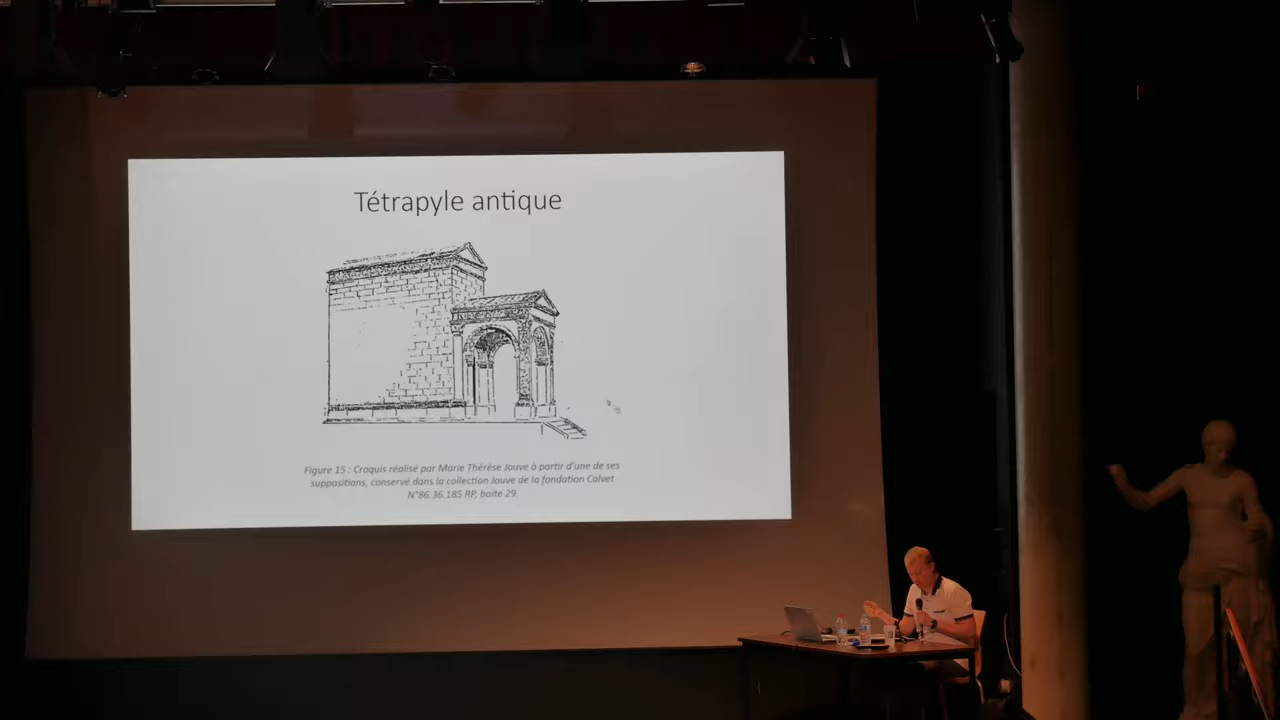 Tétrapyle antique
Figure 15 : Croquis réalisé par Marie Thérèse Jouve à partir d'une de ses
suppositions, conservé dans la collection Jouve de la fondation Calvet
N°86.36.185 RP, boite 29.